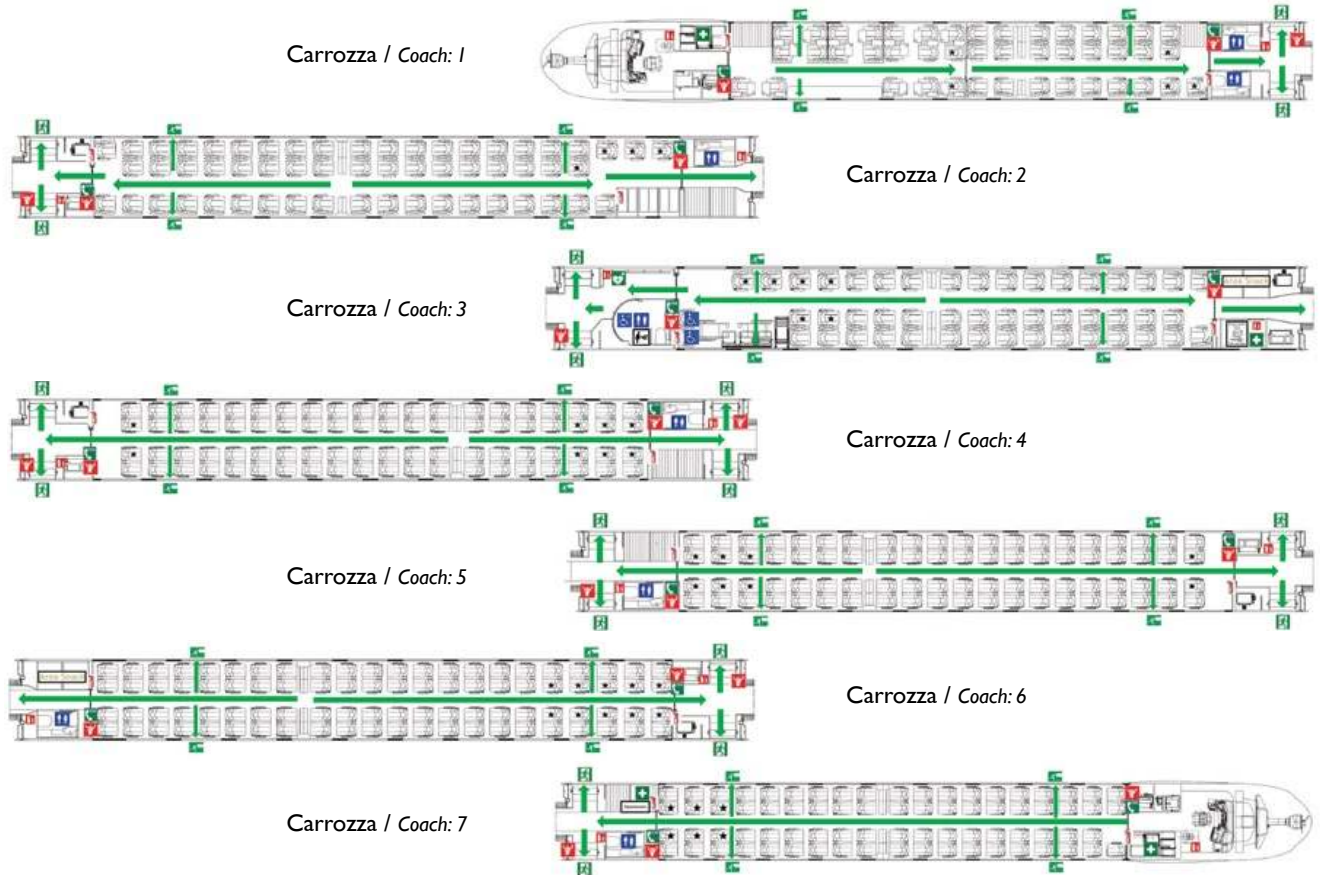 Carrozza / Coach: 1
Carrozza / Coach: 2
Carrozza / Coach: 3
Carrozza / Coach: 4
Carrozza / Coach: 5
Carrozza / Coach: 6
Carrozza / Coach: 7